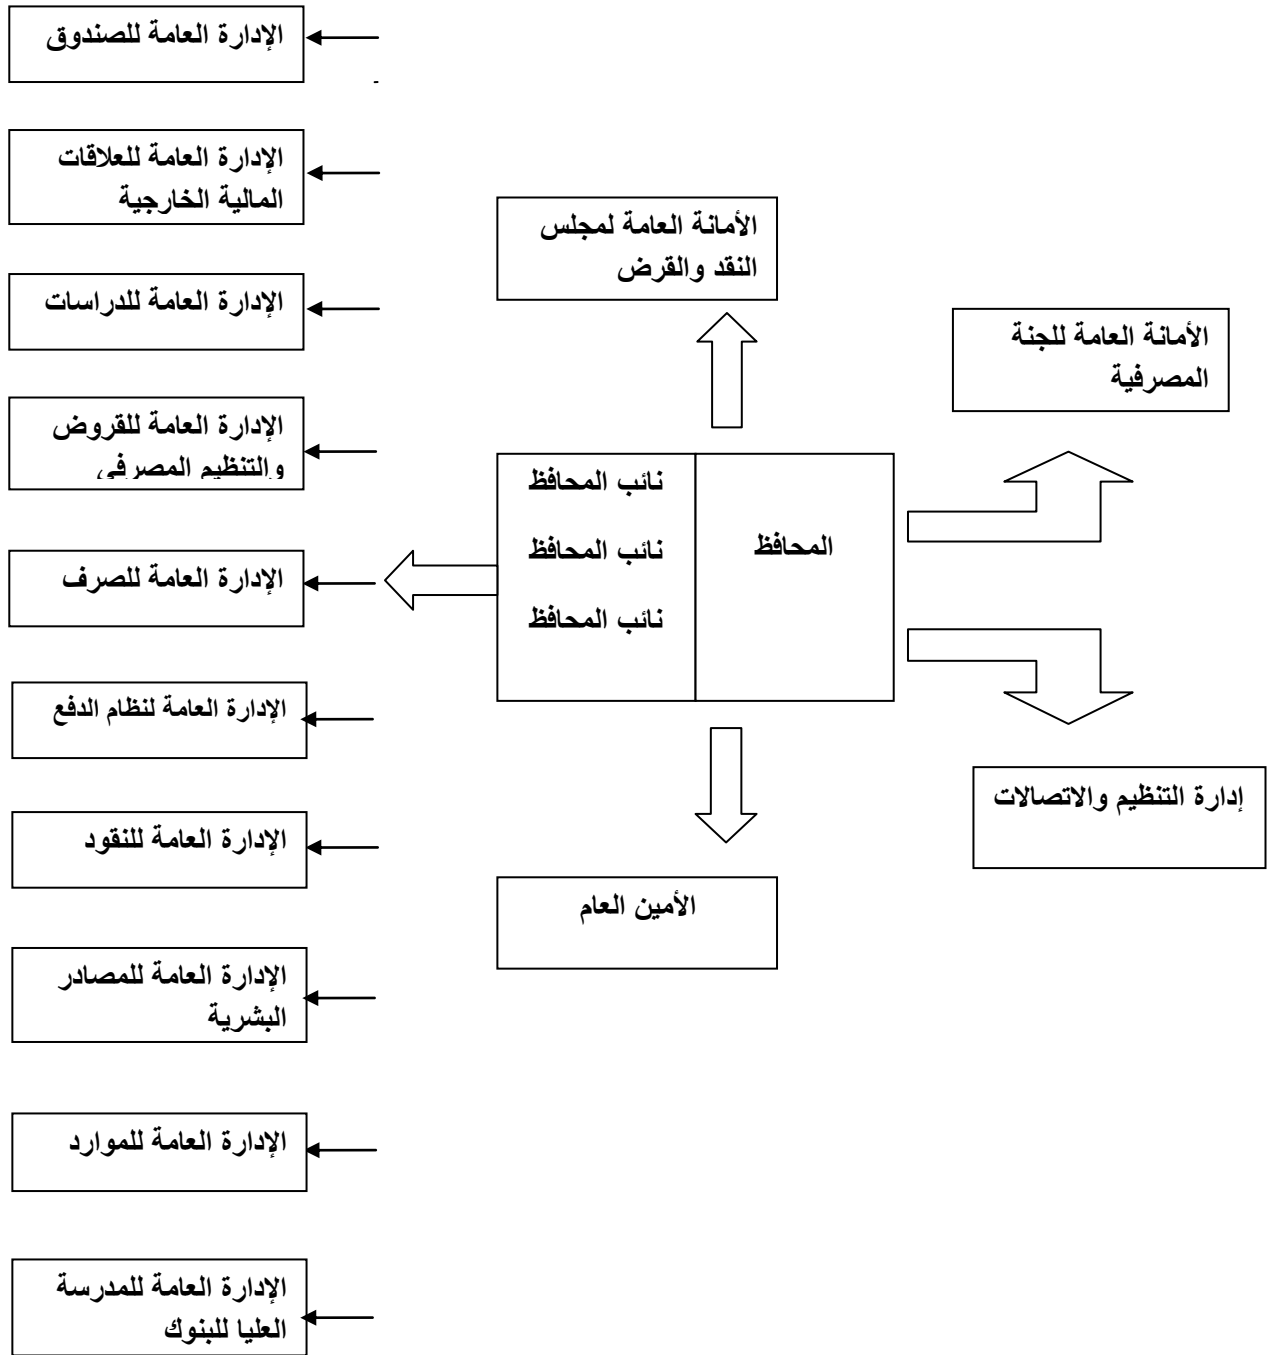 الإدارة العامة للصندوق
الإدارة العامة للعلاقات
المالية الخارجية
الأمانة العامة لمجلس
النقد والقرض
الإدارة العامة للدراسات
الأمانة العامة للجنة
المصرفية
الإدارة العامة للقروض
والتنظيم المصرفي
المحافظ
نائب المحافظ
نائب المحافظ
نائب المحافظ
الإدارة العامة للصرف
الإدارة العامة لنظام الدفع
إدارة التنظيم والاتصالات
الإدارة العامة للنقود
الأمين العام
الإدارة العامة للمصادر
البشرية
الإدارة العامة للموارد
الإدارة العامة للمدرسة
العليا للبنوك